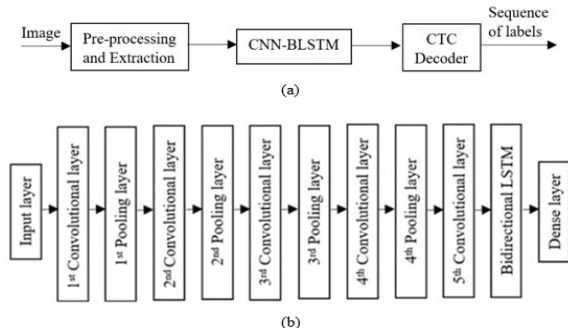 Image
Pre-processing
and Extraction
CNN-BLSTM
CTC
Decoder
Sequence
of labels
(a)
Input layer
1st Convolutional layer
1st Pooling layer
2nd Convolutional layer
2nd Pooling layer
3rd Convolutional layer
3rd Pooling layer
4th Convolutional layer
4th Pooling layer
5th Convolutional layer
Bidirectional LSTM
Dense layer
(b)